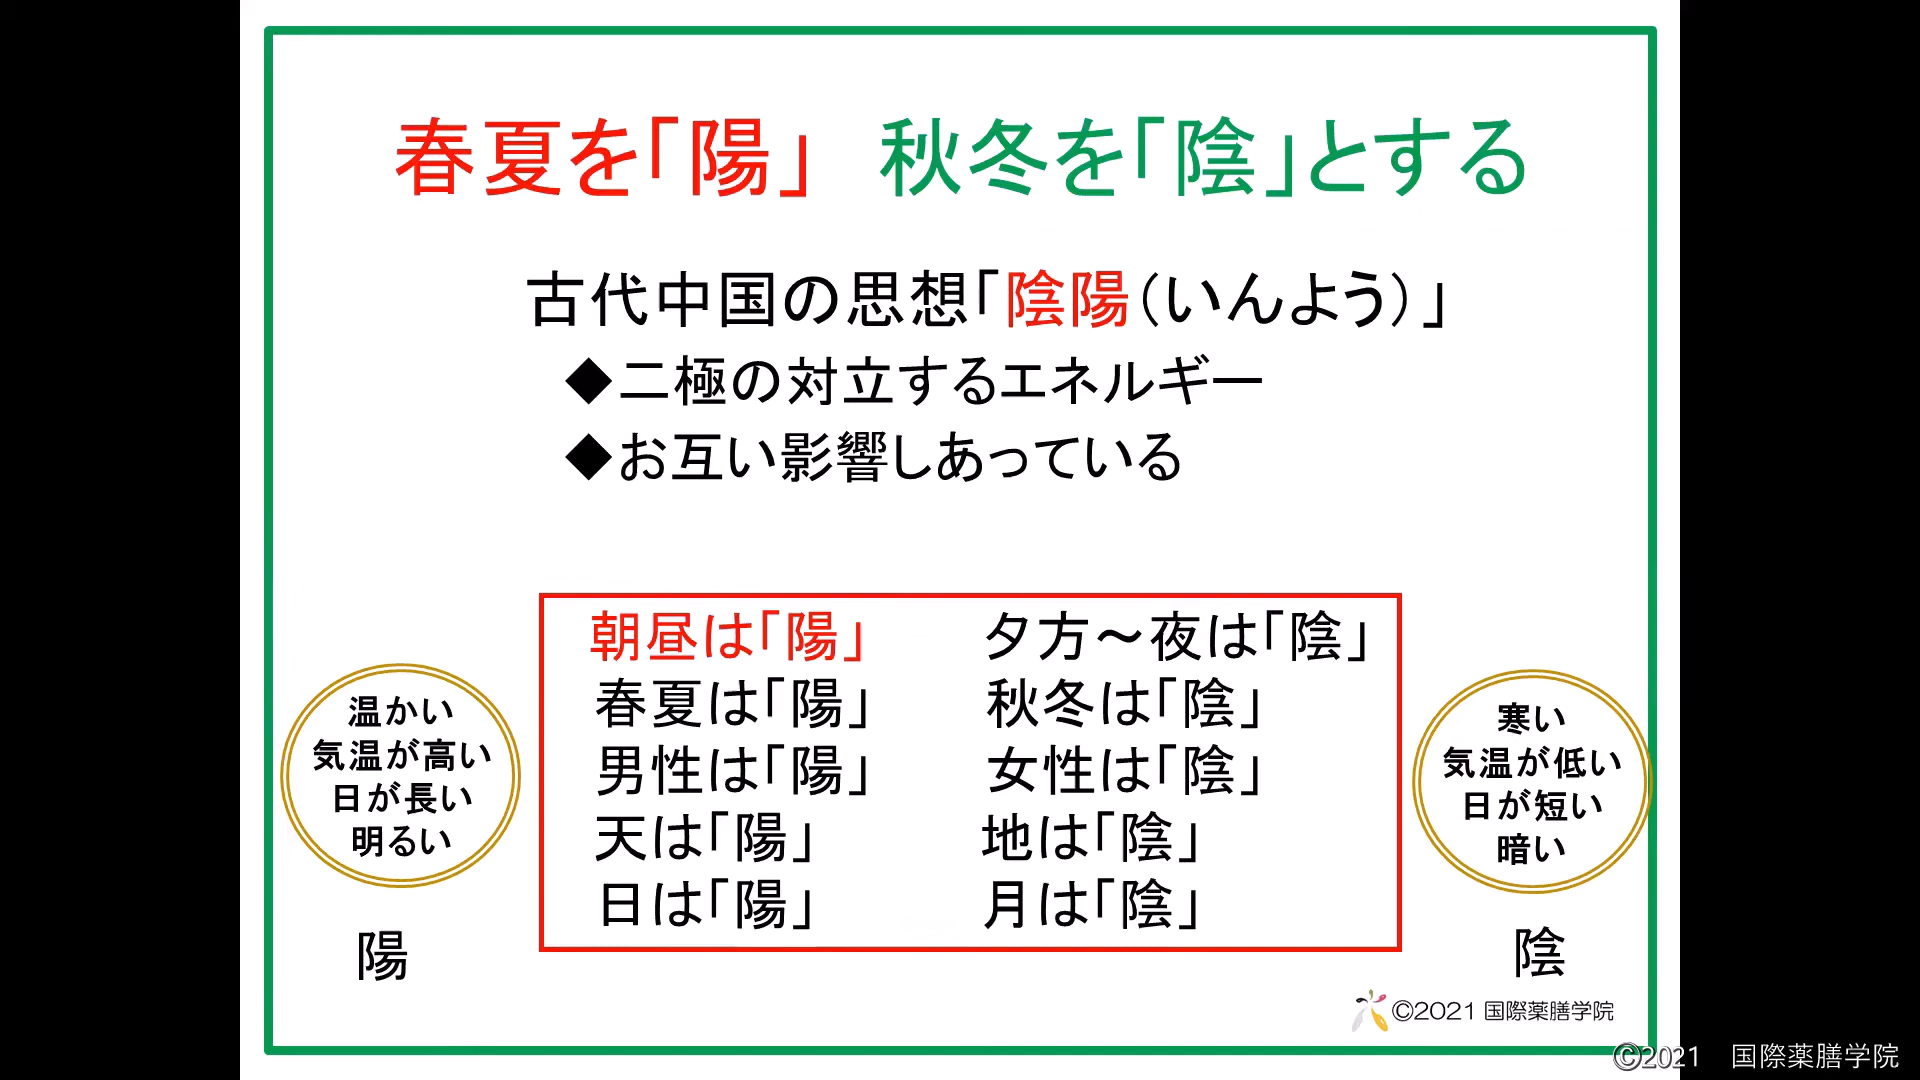 春夏を「陽」　秋冬を「陰」とする
古代中国の思想「陰陽（いんよう）」
◆二極の対立するエネルギー
◆お互い影響しあっている
朝昼は「陽」　夕方～夜は「陰」
春夏は「陽」　秋冬は「陰」
男性は「陽」　女性は「陰」
天は「陽」　地は「陰」
日は「陽」　月は「陰」
温かい
気温が高い
日が長い
明るい
陽
寒い
気温が低い
日が短い
暗い
陰
©2021 国際薬膳学院
©2021　国際薬膳学院